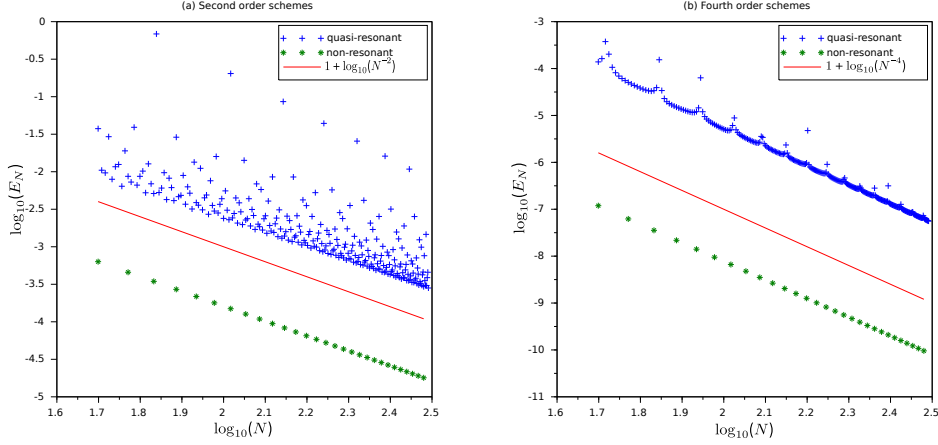 (a) Second order schemes
0
-0.5
-1
-1.5
-2
-2.5
-3
-3.5
-4
-4.5
-5
log₁₀(E_N)
quasi-resonant
non-resonant
1 + log₁₀(N⁻²)
1.6 1.7 1.8 1.9 2 2.1 2.2 2.3 2.4 2.5
log₁₀(N)
(b) Fourth order schemes
-3
-4
-5
-6
-7
-8
-9
-10
-11
log₁₀(E_N)
quasi-resonant
non-resonant
1 + log₁₀(N⁻⁴)
1.6 1.7 1.8 1.9 2 2.1 2.2 2.3 2.4 2.5
log₁₀(N)